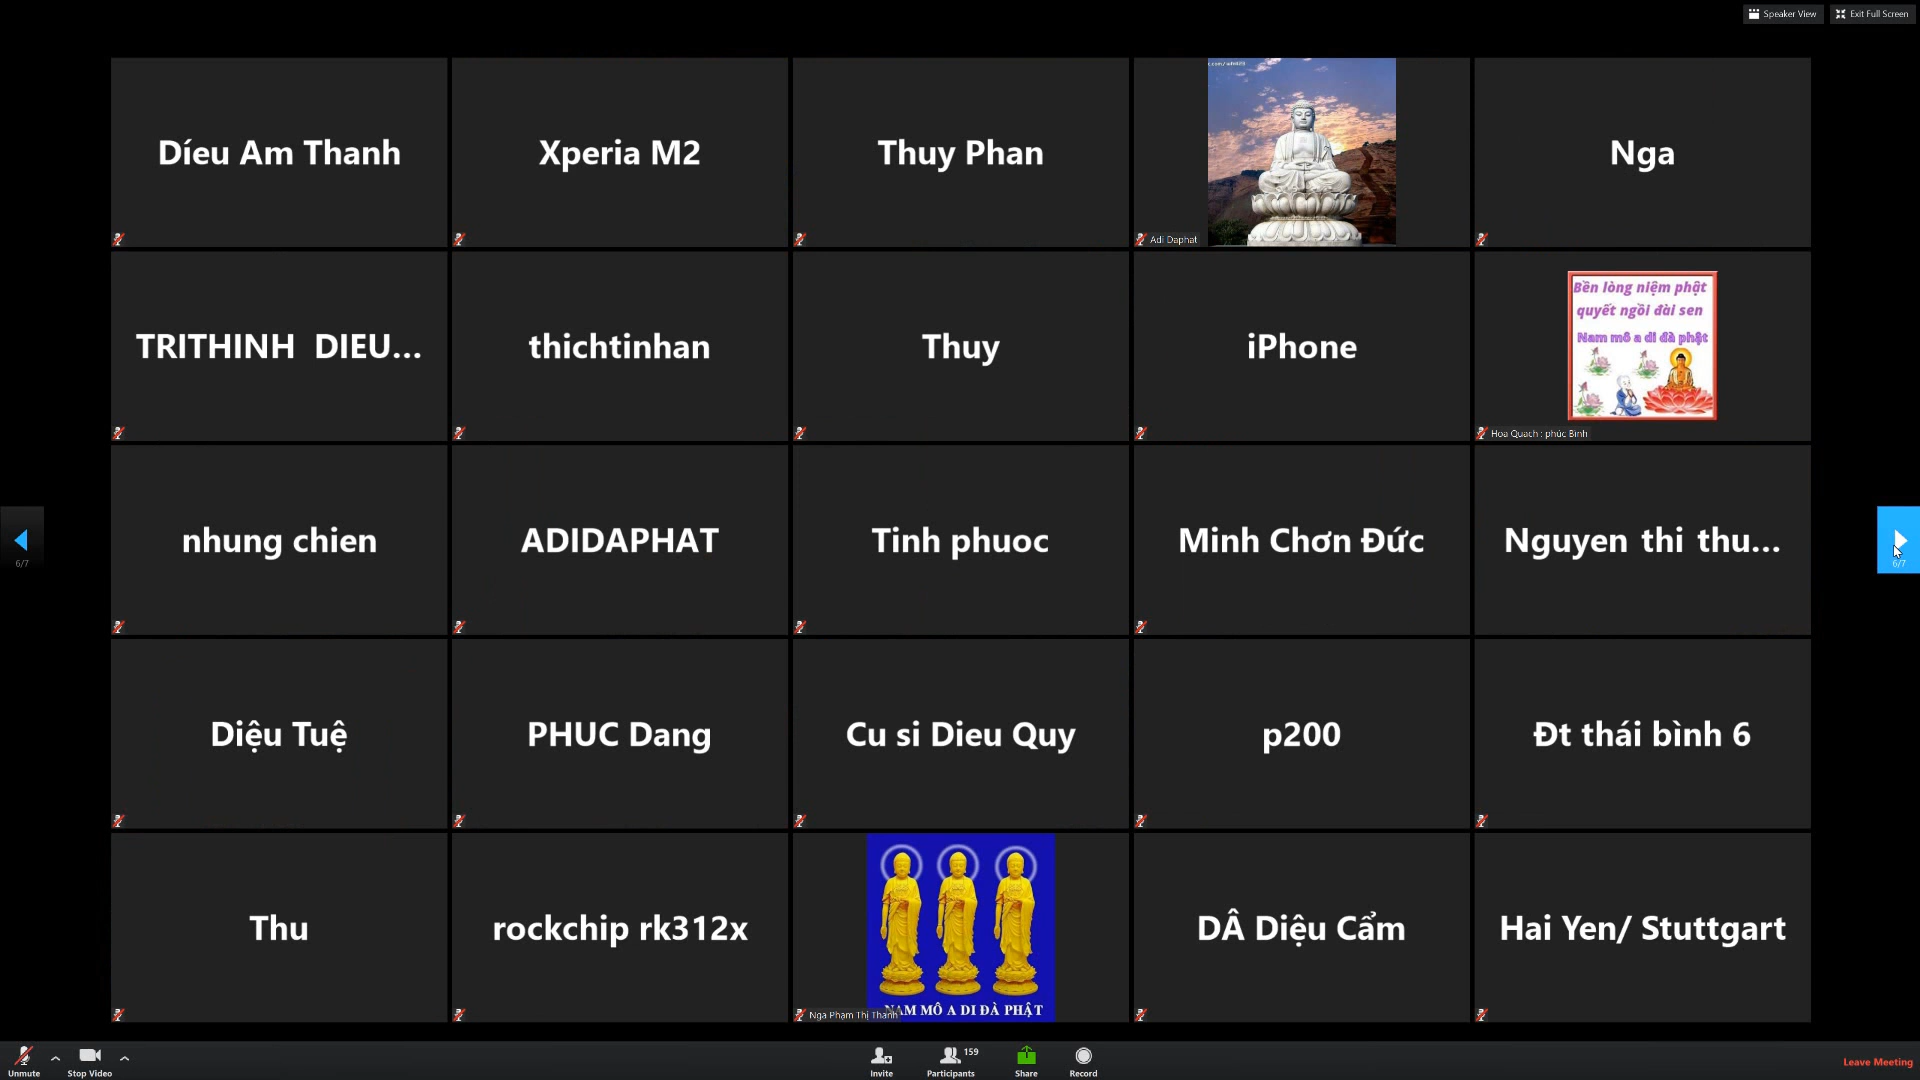 Speaker View
Exit Full Screen
Díeu Am Thanh
Xperia M2
Thuy Phan
Adi Daphat
Nga
TRITHINH DIEU...
thichtinhan
Thuy
iPhone
Bền lòng niệm phật
quyết ngồi đài sen
Nam mô a di đà phật
Hoa Quach : phúc Bình
nhung chien
ADIDAPHAT
Tinh phuoc
Minh Chơn Đức
Nguyen thi thu...
6/7
6/7
Diệu Tuệ
PHUC Dang
Cu si Dieu Quy
p200
Đt thái bình 6
Thu
rockchip rk312x
NAM MÔ A DI ĐÀ PHẬT
Nga Phạm Thị Thanh
DÂ Diệu Cẩm
Hai Yen/ Stuttgart
Unmute
Stop Video
Invite
159
Participants
Share
Record
Leave Meeting